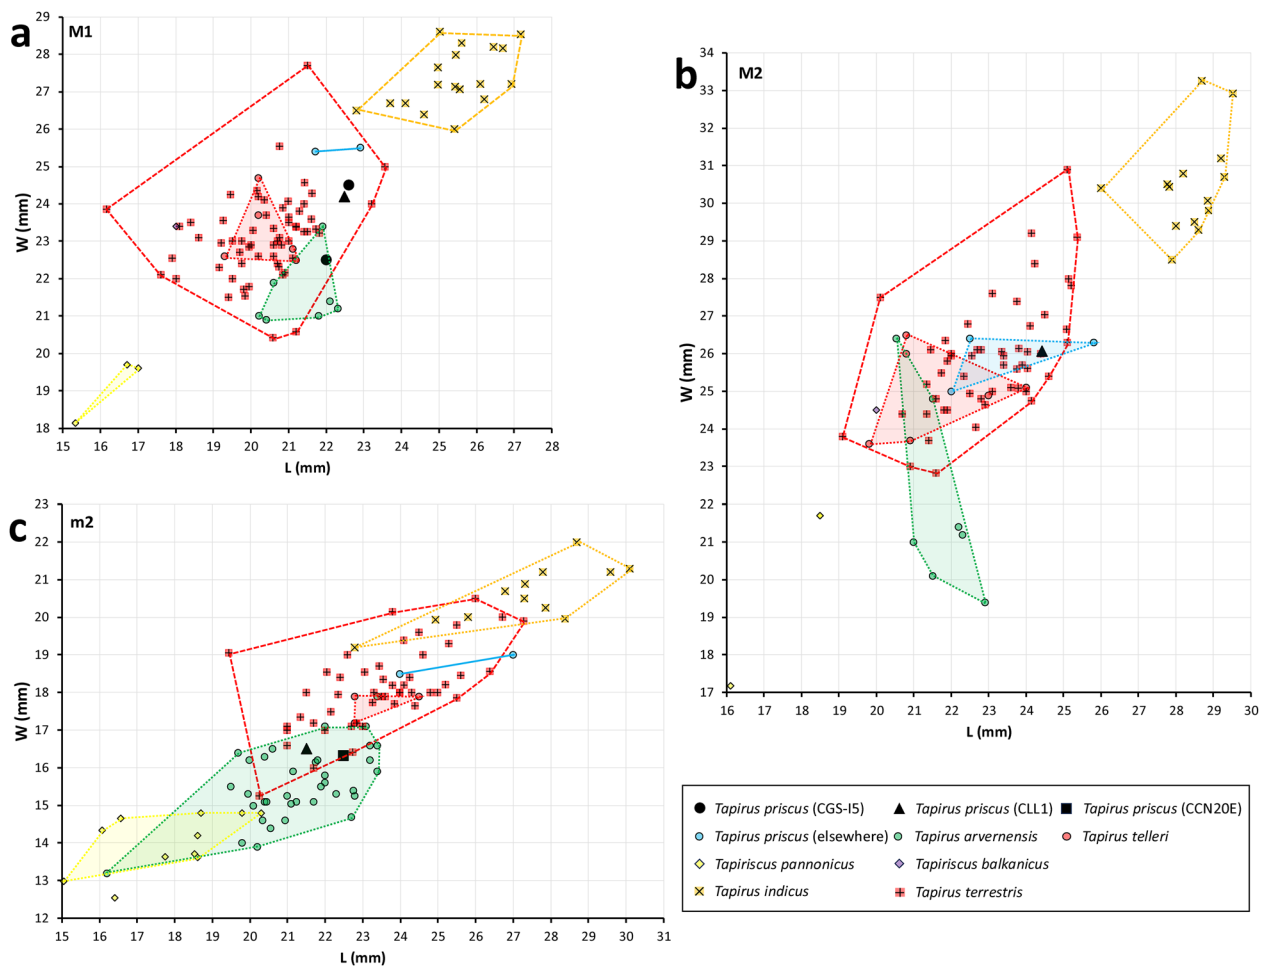 a
M1
29
28
27
26
25
24
23
22
21
20
19
18
W (mm)
15 16 17 18 19 20 21 22 23 24 25 26 27 28
L (mm)
b
M2
34
33
32
31
30
29
28
27
26
25
24
23
22
21
20
19
18
17
W (mm)
16 17 18 19 20 21 22 23 24 25 26 27 28 29 30
L (mm)
c
m2
23
22
21
20
19
18
17
16
15
14
13
12
W (mm)
15 16 17 18 19 20 21 22 23 24 25 26 27 28 29 30 31
L (mm)
Tapirus priscus (CGS-I5) Tapirus priscus (CLL1) Tapirus priscus (CCN20E)
Tapirus priscus (elsewhere) Tapirus arvernensis Tapirus telleri
Tapiriscus pannonicus Tapiriscus balkanicus
Tapirus indicus Tapirus terrestris